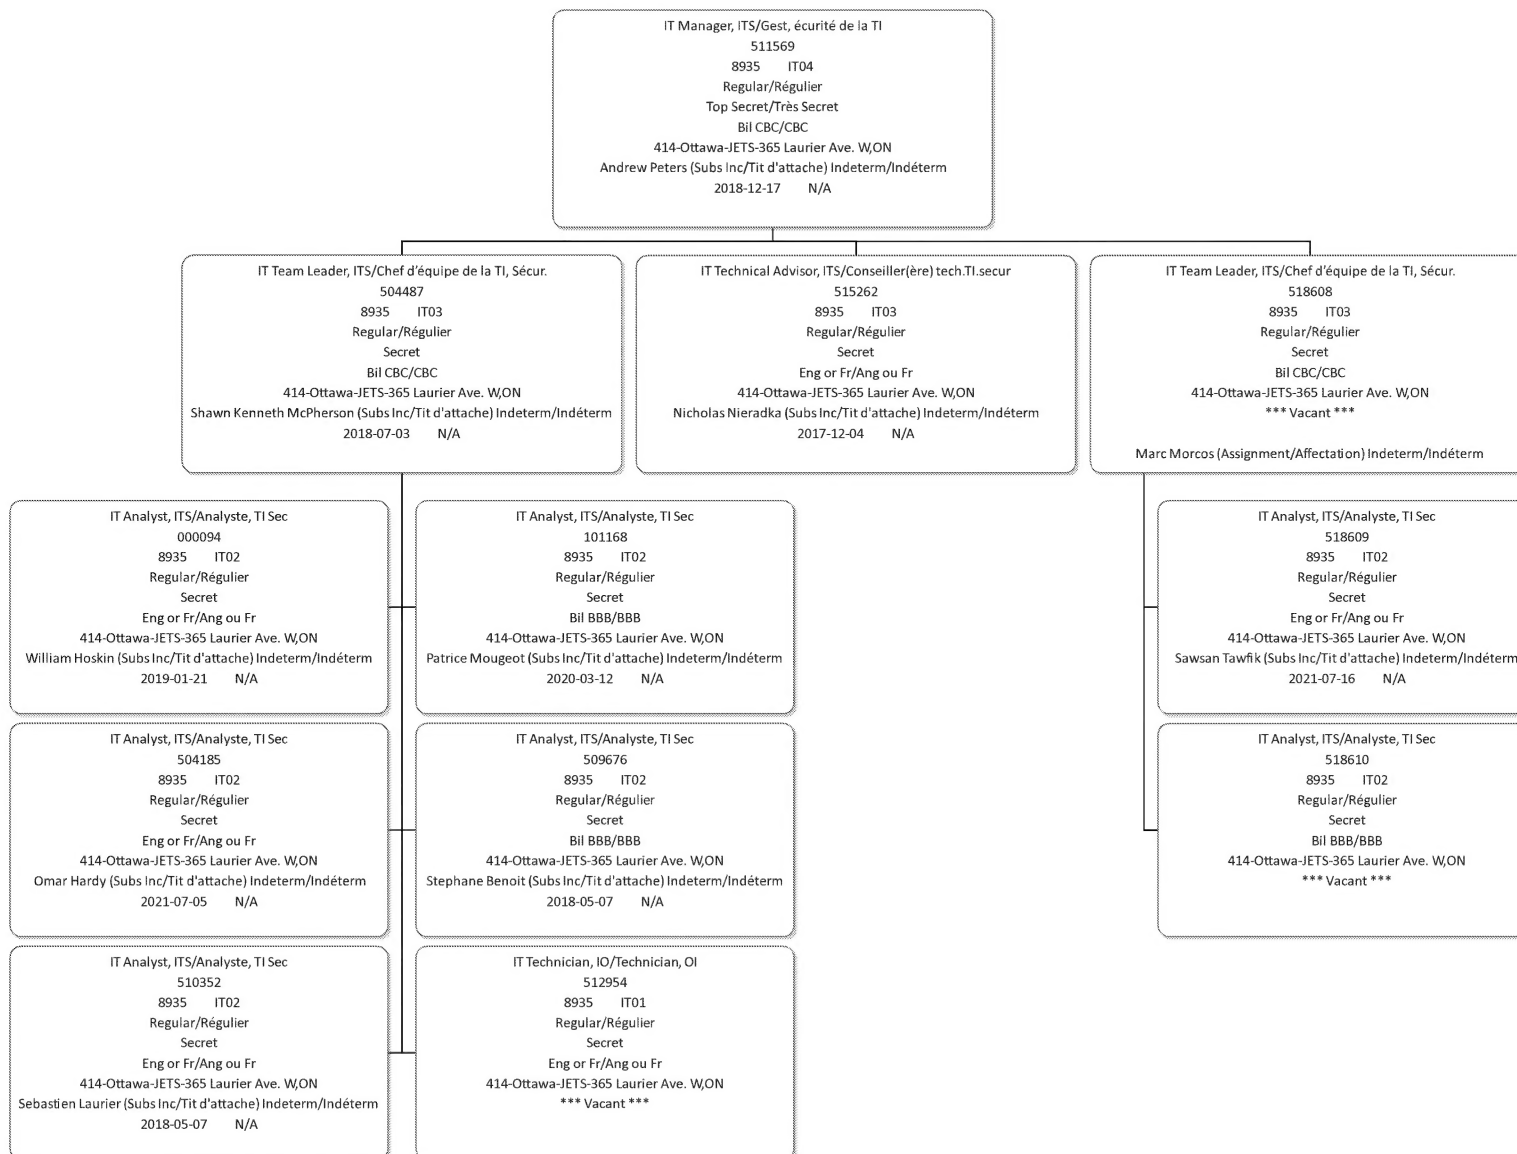 IT Manager, ITS/Gest, écurité de la TI
511569
8935 IT04
Regular/Régulier
Top Secret/Très Secret
Bil CBC/CBC
414-Ottawa-JETS-365 Laurier Ave. W,ON
Andrew Peters (Subs Inc/Tit d'attache) Indeterm/Indéterm
2018-12-17 N/A
IT Team Leader, ITS/Chef d'équipe de la TI, Sécur.
504487
8935 IT03
Regular/Régulier
Secret
Bil CBC/CBC
414-Ottawa-JETS-365 Laurier Ave. W,ON
Shawn Kenneth McPherson (Subs Inc/Tit d'attache) Indeterm/Indéterm
2018-07-03 N/A
IT Technical Advisor, ITS/Conseiller(ère) tech.TI.secur
515262
8935 IT03
Regular/Régulier
Secret
Eng or Fr/Ang ou Fr
414-Ottawa-JETS-365 Laurier Ave. W,ON
Nicholas Nieradka (Subs Inc/Tit d'attache) Indeterm/Indéterm
2017-12-04 N/A
IT Team Leader, ITS/Chef d'équipe de la TI, Sécur.
518608
8935 IT03
Regular/Régulier
Secret
Bil CBC/CBC
414-Ottawa-JETS-365 Laurier Ave. W,ON
*** Vacant ***
Marc Morcos (Assignment/Affectation) Indeterm/Indéterm
IT Analyst, ITS/Analyste, TI Sec
000094
8935 IT02
Regular/Régulier
Secret
Eng or Fr/Ang ou Fr
414-Ottawa-JETS-365 Laurier Ave. W,ON
William Hoskin (Subs Inc/Tit d'attache) Indeterm/Indéterm
2019-01-21 N/A
IT Analyst, ITS/Analyste, TI Sec
101168
8935 IT02
Regular/Régulier
Secret
Bil BBB/BBB
414-Ottawa-JETS-365 Laurier Ave. W,ON
Patrice Mougeot (Subs Inc/Tit d'attache) Indeterm/Indéterm
2020-03-12 N/A
IT Analyst, ITS/Analyste, TI Sec
518609
8935 IT02
Regular/Régulier
Secret
Eng or Fr/Ang ou Fr
414-Ottawa-JETS-365 Laurier Ave. W,ON
Sawsan Tawfik (Subs Inc/Tit d'attache) Indeterm/Indéterm
2021-07-16 N/A
IT Analyst, ITS/Analyste, TI Sec
504185
8935 IT02
Regular/Régulier
Secret
Eng or Fr/Ang ou Fr
414-Ottawa-JETS-365 Laurier Ave. W,ON
Omar Hardy (Subs Inc/Tit d'attache) Indeterm/Indéterm
2021-07-05 N/A
IT Analyst, ITS/Analyste, TI Sec
509676
8935 IT02
Regular/Régulier
Secret
Bil BBB/BBB
414-Ottawa-JETS-365 Laurier Ave. W,ON
Stephane Benoit (Subs Inc/Tit d'attache) Indeterm/Indéterm
2018-05-07 N/A
IT Analyst, ITS/Analyste, TI Sec
518610
8935 IT02
Regular/Régulier
Secret
Bil BBB/BBB
414-Ottawa-JETS-365 Laurier Ave. W,ON
*** Vacant ***
IT Analyst, ITS/Analyste, TI Sec
510352
8935 IT02
Regular/Régulier
Secret
Eng or Fr/Ang ou Fr
414-Ottawa-JETS-365 Laurier Ave. W,ON
Sebastien Laurier (Subs Inc/Tit d'attache) Indeterm/Indéterm
2018-05-07 N/A
IT Technician, IO/Technician, OI
512954
8935 IT01
Regular/Régulier
Secret
Eng or Fr/Ang ou Fr
414-Ottawa-JETS-365 Laurier Ave. W,ON
*** Vacant ***